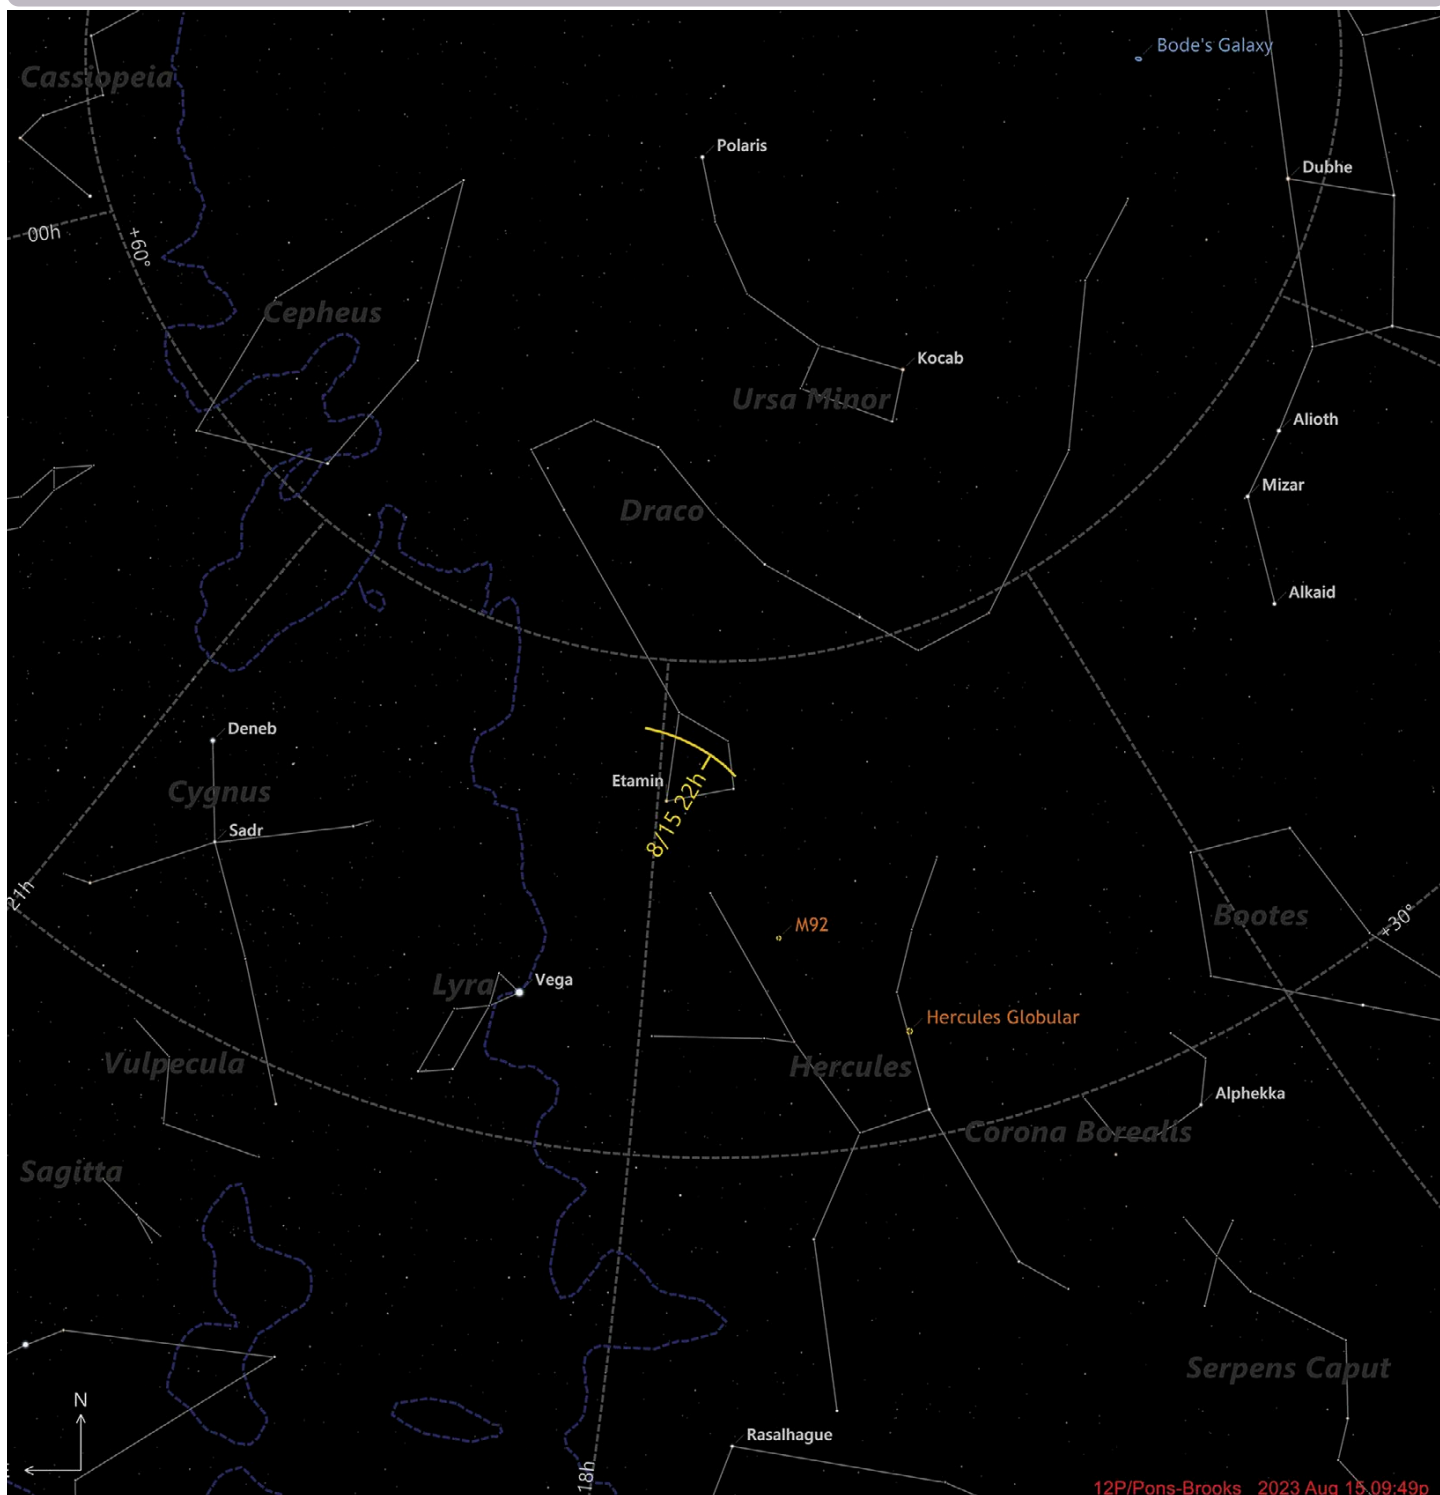 Bode's Galaxy
Cassiopeia
Polaris
Dubhe
00h
+60°
Cepheus
Kocab
Ursa Minor
Alioth
Mizar
Draco
Alkaid
Deneb
Etamin
Cygnus
8/15 22h
Sadr
21h
Bootes
+30°
M92
Lyra
Vega
Hercules Globular
Vulpecula
Hercules
Alphekka
Corona Borealis
Sagitta
Serpens Caput
N
Rasalhague
18h
12P/Pons-Brooks 2023 Aug 15 09:49p